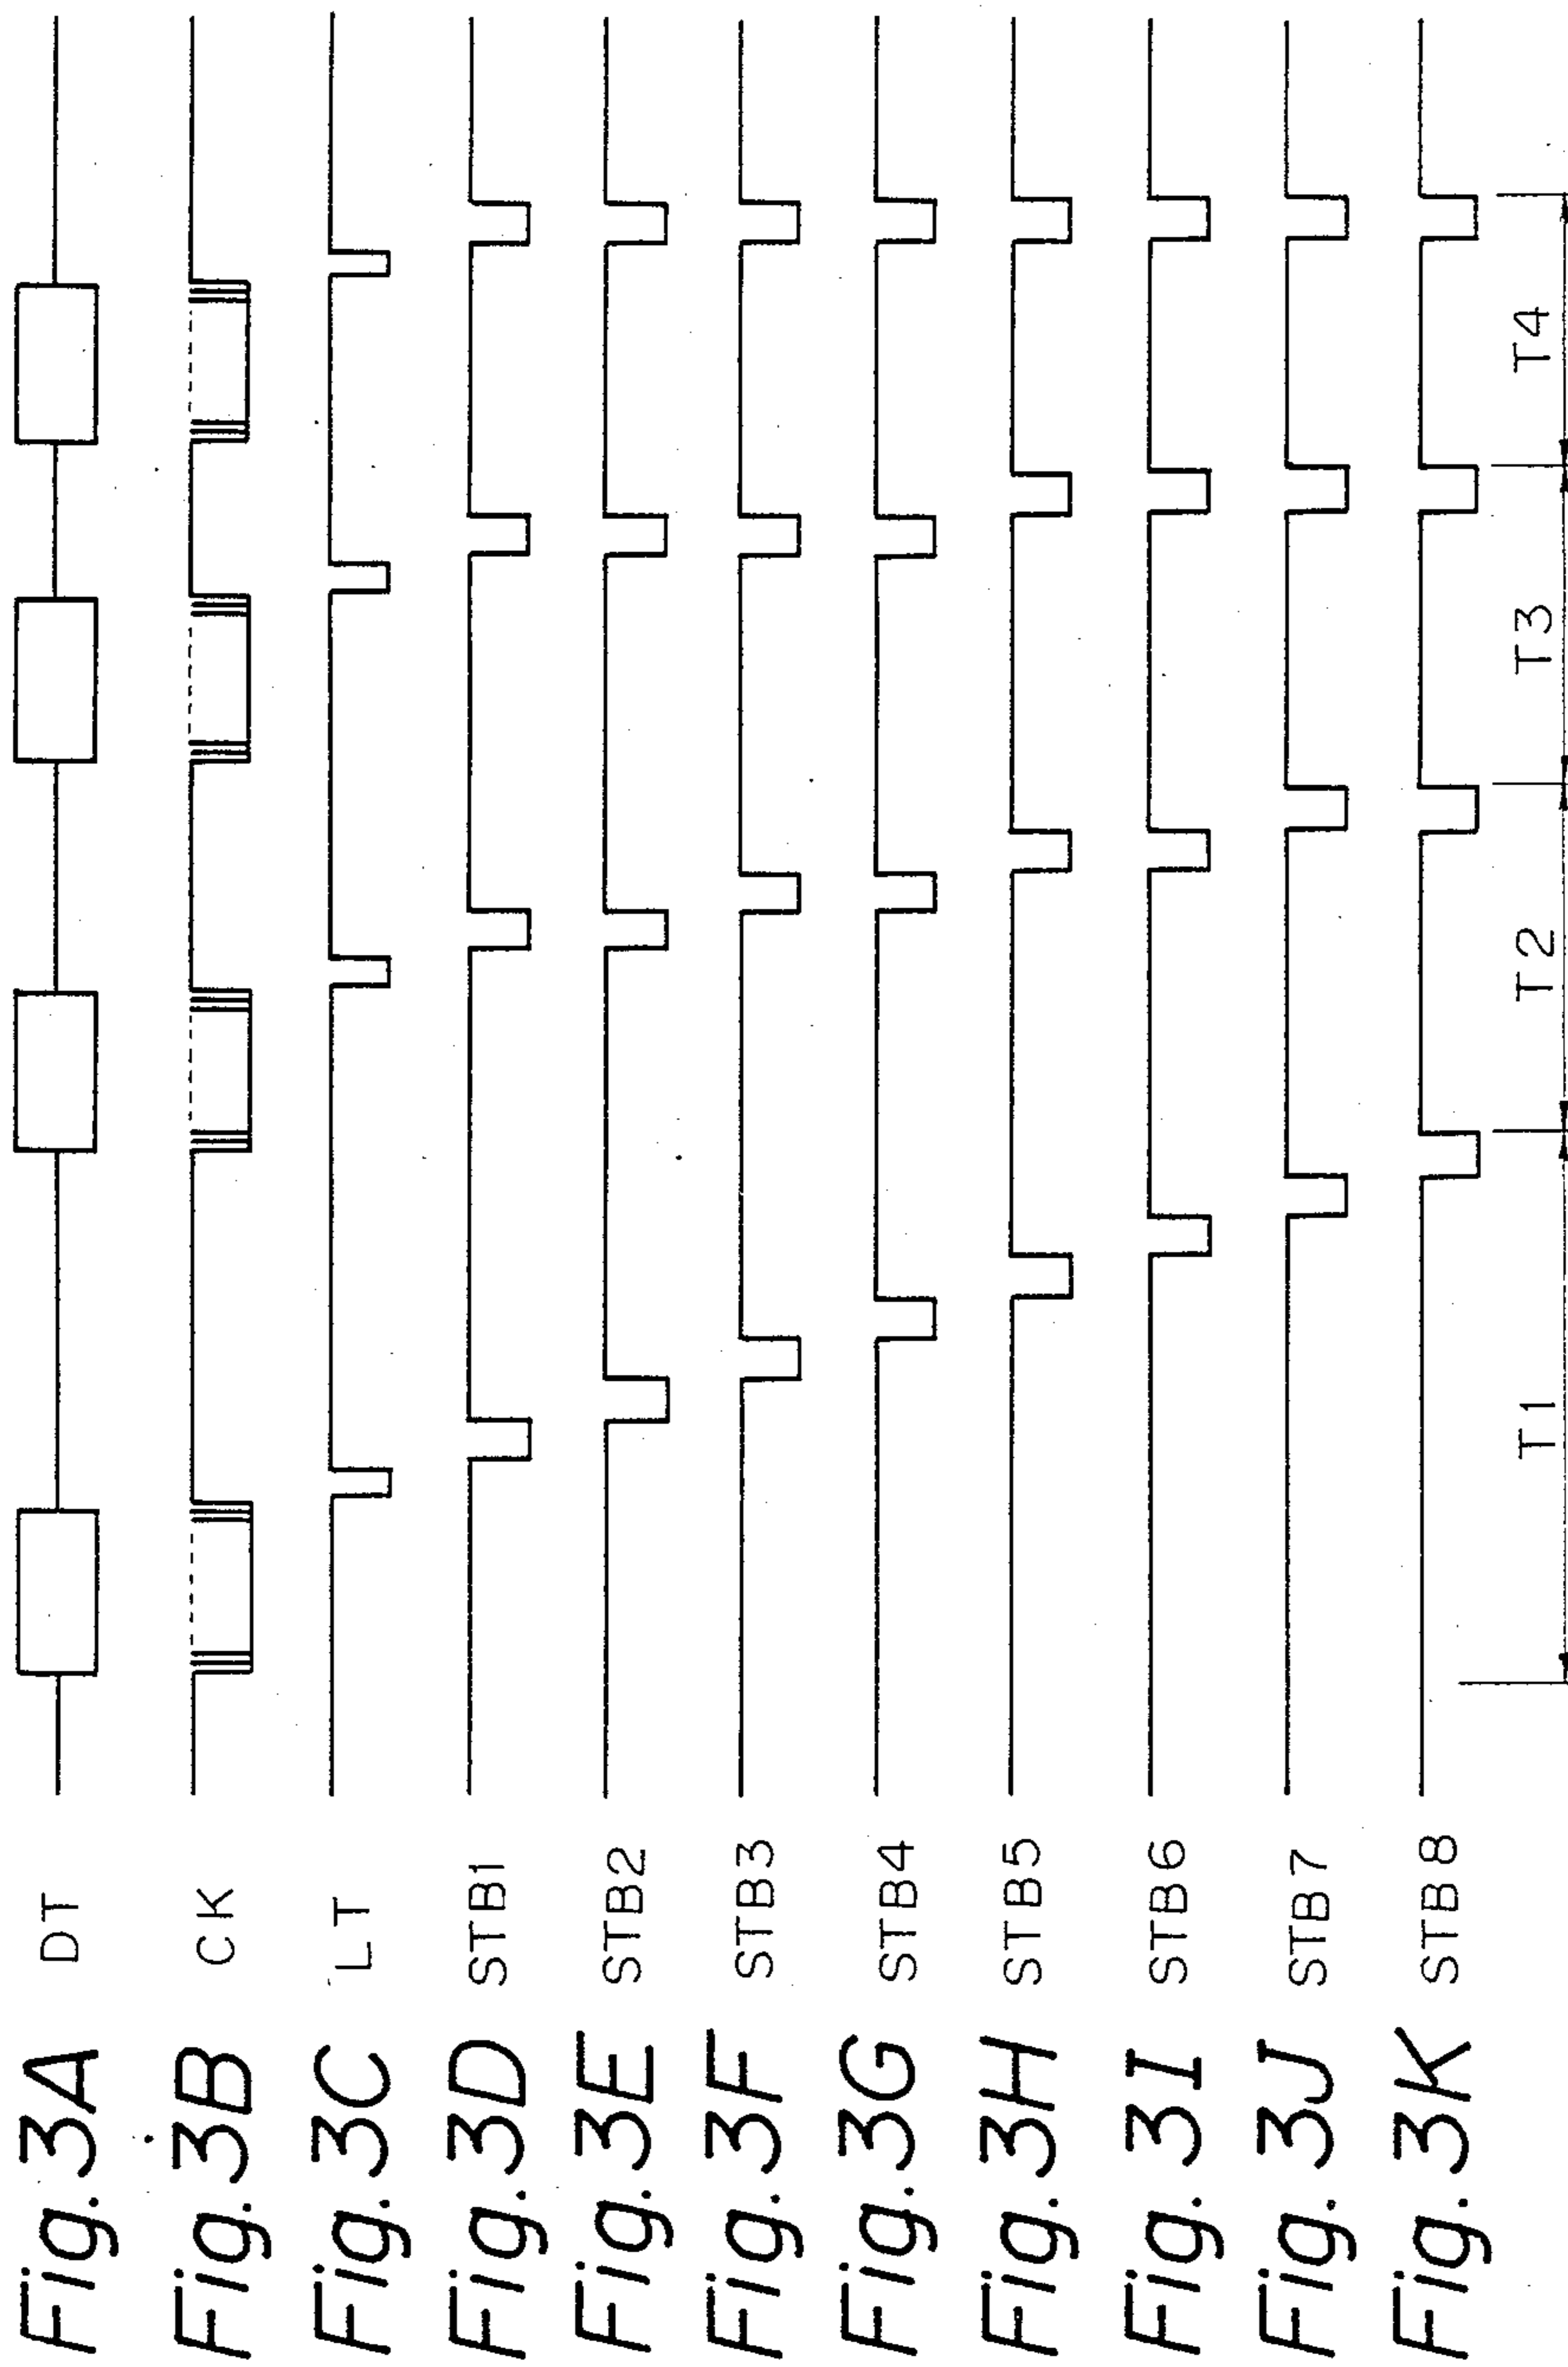 Fig.3A DT
Fig.3B CK
Fig.3C LT
Fig.3D STB1
Fig.3E STB2
Fig.3F STB3
Fig.3G STB4
Fig.3H STB5
Fig.3I STB6
Fig.3J STB7
Fig.3K STB8
T1 T2 T3 T4